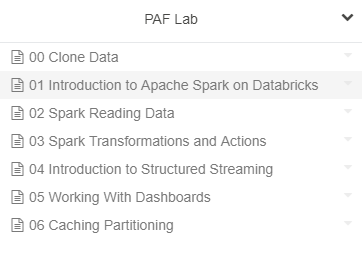 PAF Lab
00 Clone Data
01 Introduction to Apache Spark on Databricks
02 Spark Reading Data
03 Spark Transformations and Actions
04 Introduction to Structured Streaming
05 Working With Dashboards
06 Caching Partitioning